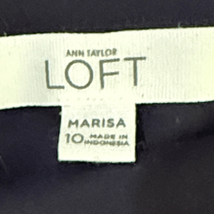 ANN TAYLOR
LOFT
MARISA
10 MADE IN INDONESIA